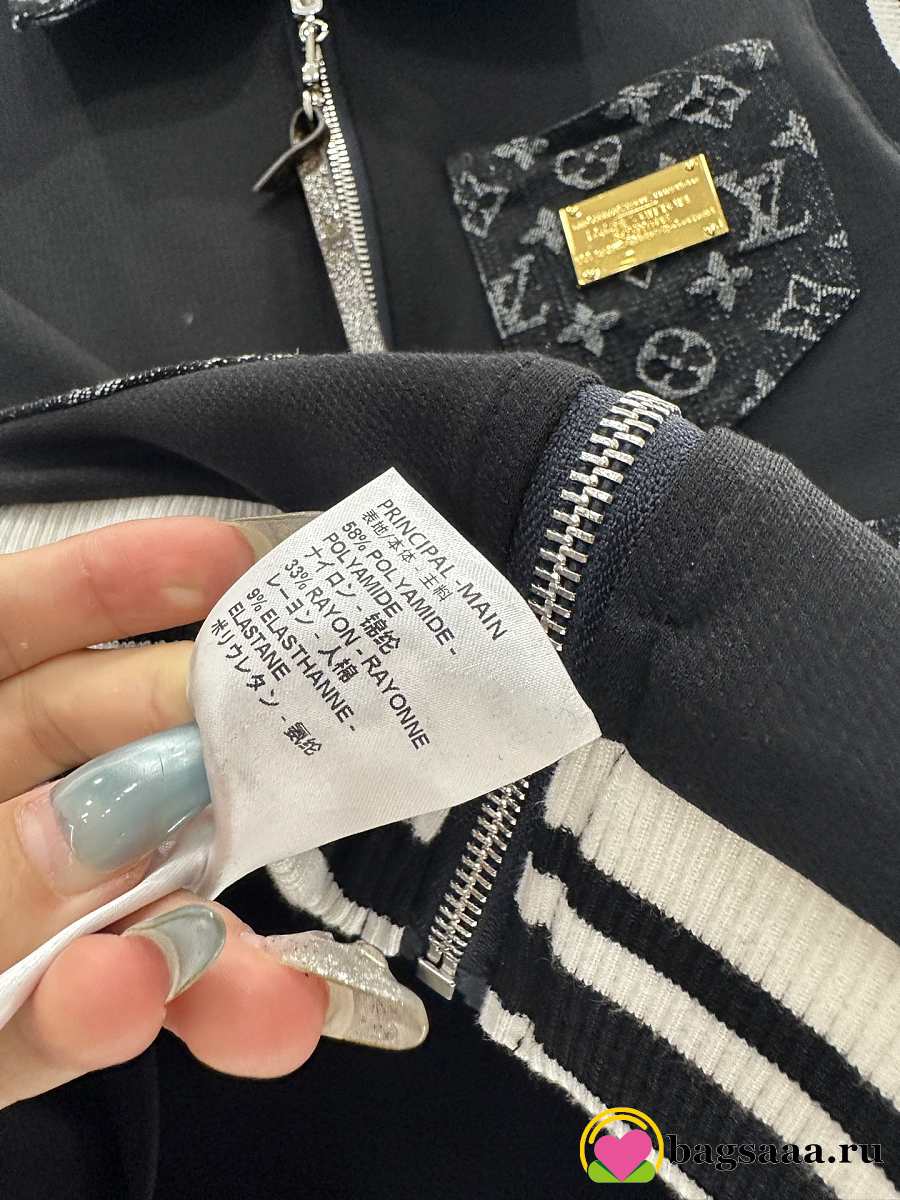 PRINCIPAL -MAIN
表地/本体 - 主料
58% POLYAMIDE -
POLYAMIDE
ナイロン - 锦纶
33% RAYON - RAYONNE
レーヨン - 人棉
9% ELASTHANNE -
ELASTANE
ポリウレタン - 氨纶
bagsaaa.ru